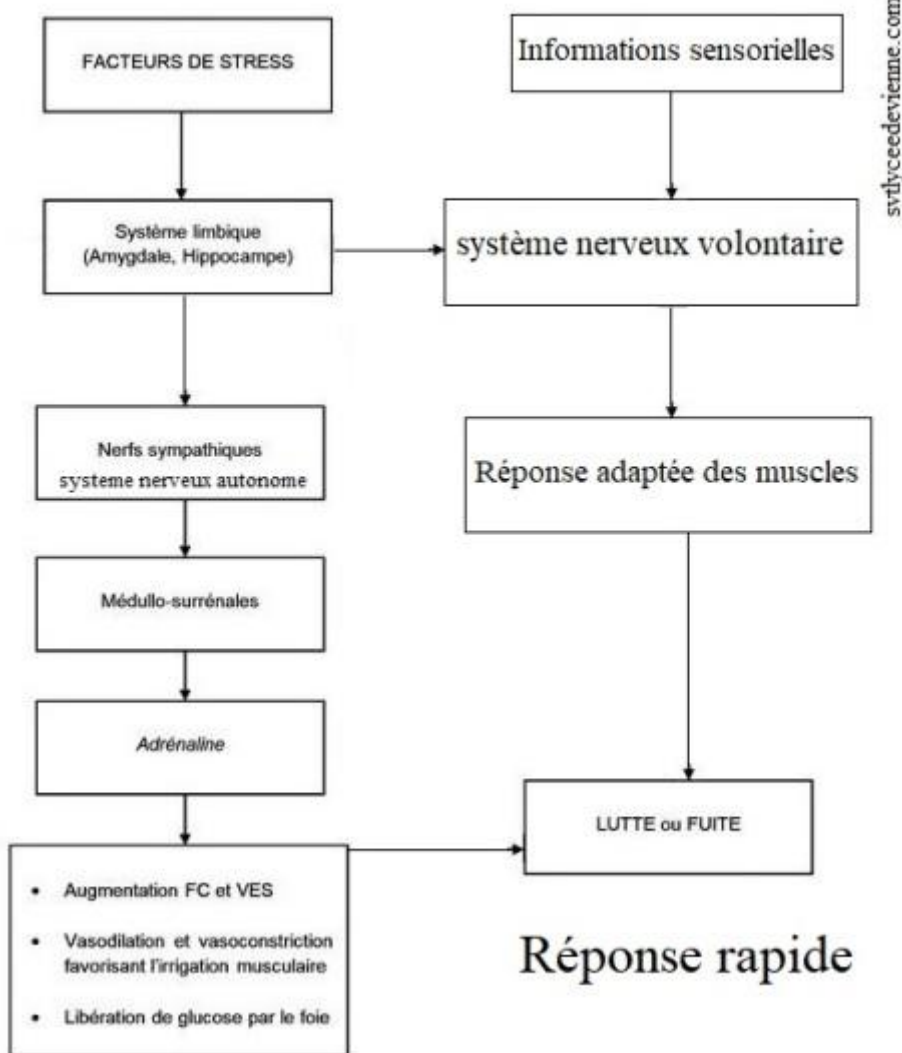 FACTEURS DE STRESS
Informations sensorielles
svtlyceedevienne.com
Système limbique
(Amygdale, Hippocampe)
système nerveux volontaire
Nerfs sympathiques
systeme nerveux autonome
Réponse adaptée des muscles
Médullo-surrénales
Adrénaline
LUTTE ou FUITE
• Augmentation FC et VES
• Vasodilation et vasoconstriction
favorisant l'irrigation musculaire
• Libération de glucose par le foie
Réponse rapide